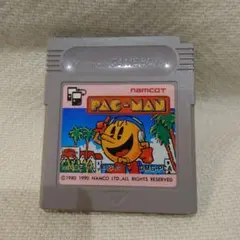 namcot
PAC-MAN
© 1980 1990 NAMCO LTD., ALL RIGHTS RESERVED